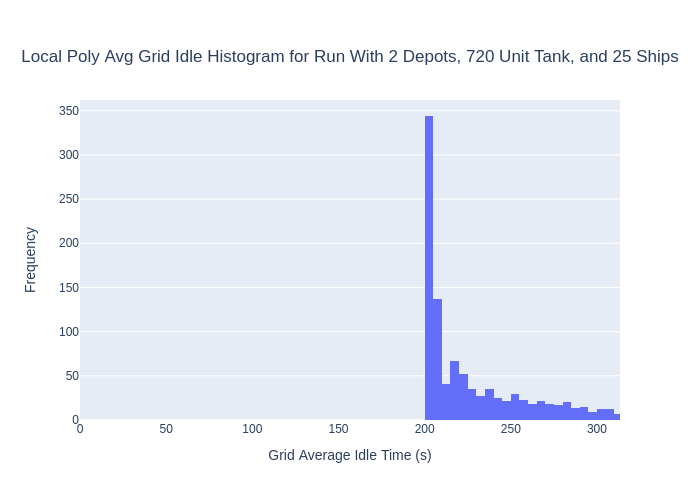 Local Poly Avg Grid Idle Histogram for Run With 2 Depots, 720 Unit Tank, and 25 Ships
350
300
250
200
150
100
50
0
Frequency
0 50 100 150 200 250 300
Grid Average Idle Time (s)